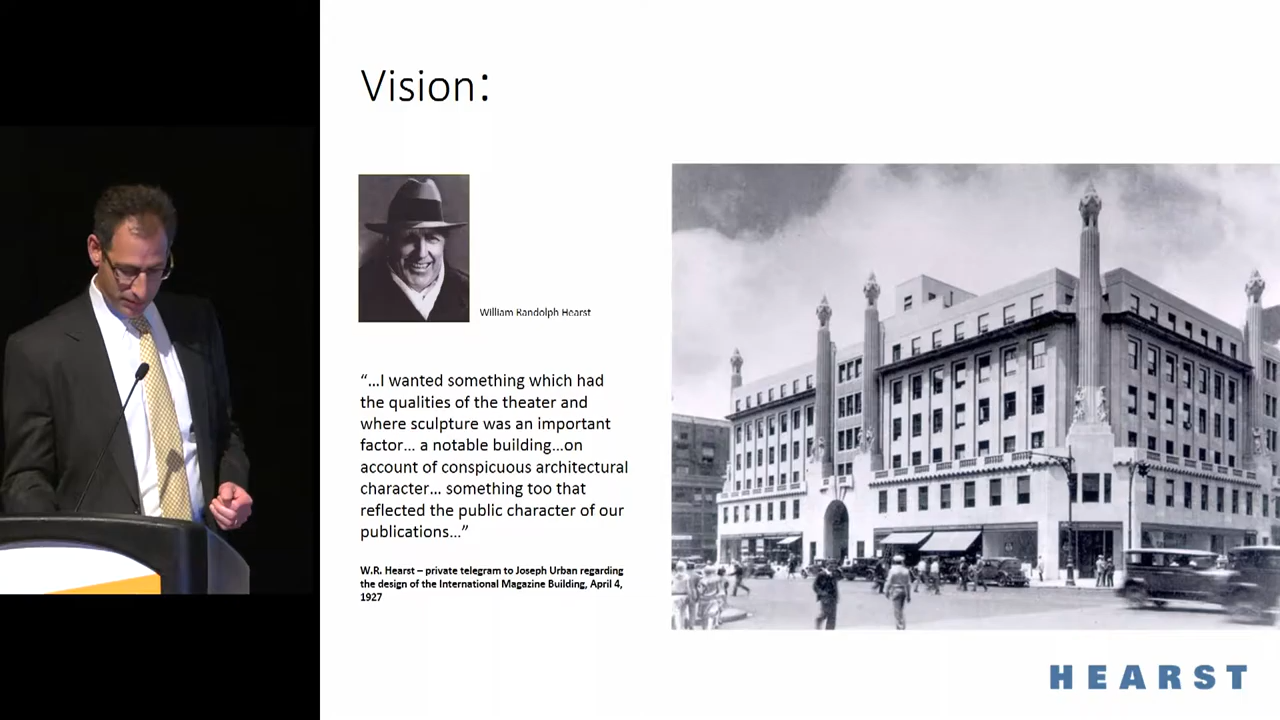 Vision:
William Randolph Hearst
“…I wanted something which had
the qualities of the theater and
where sculpture was an important
factor… a notable building…on
account of conspicuous architectural
character… something too that
reflected the public character of our
publications…”
W.R. Hearst – private telegram to Joseph Urban regarding
the design of the International Magazine Building, April 4,
1927
HEARST